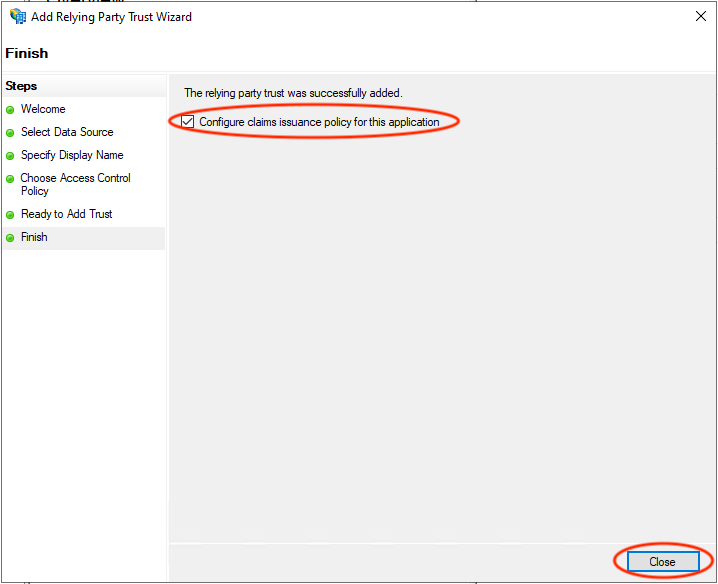 Add Relying Party Trust Wizard
Finish
Steps
Welcome
Select Data Source
Specify Display Name
Choose Access Control
Policy
Ready to Add Trust
Finish
The relying party trust was successfully added.
Configure claims issuance policy for this application
Close